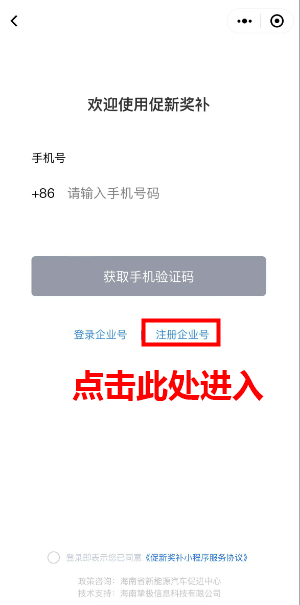 欢迎使用促新奖补
手机号
+86 请输入手机号码
获取手机验证码
登录企业号 注册企业号
点击此处进入
登录即表示您已同意《促新奖补小程序服务协议》
政策咨询：海南省新能源汽车促进中心
技术支持：海南掌极信息科技有限公司